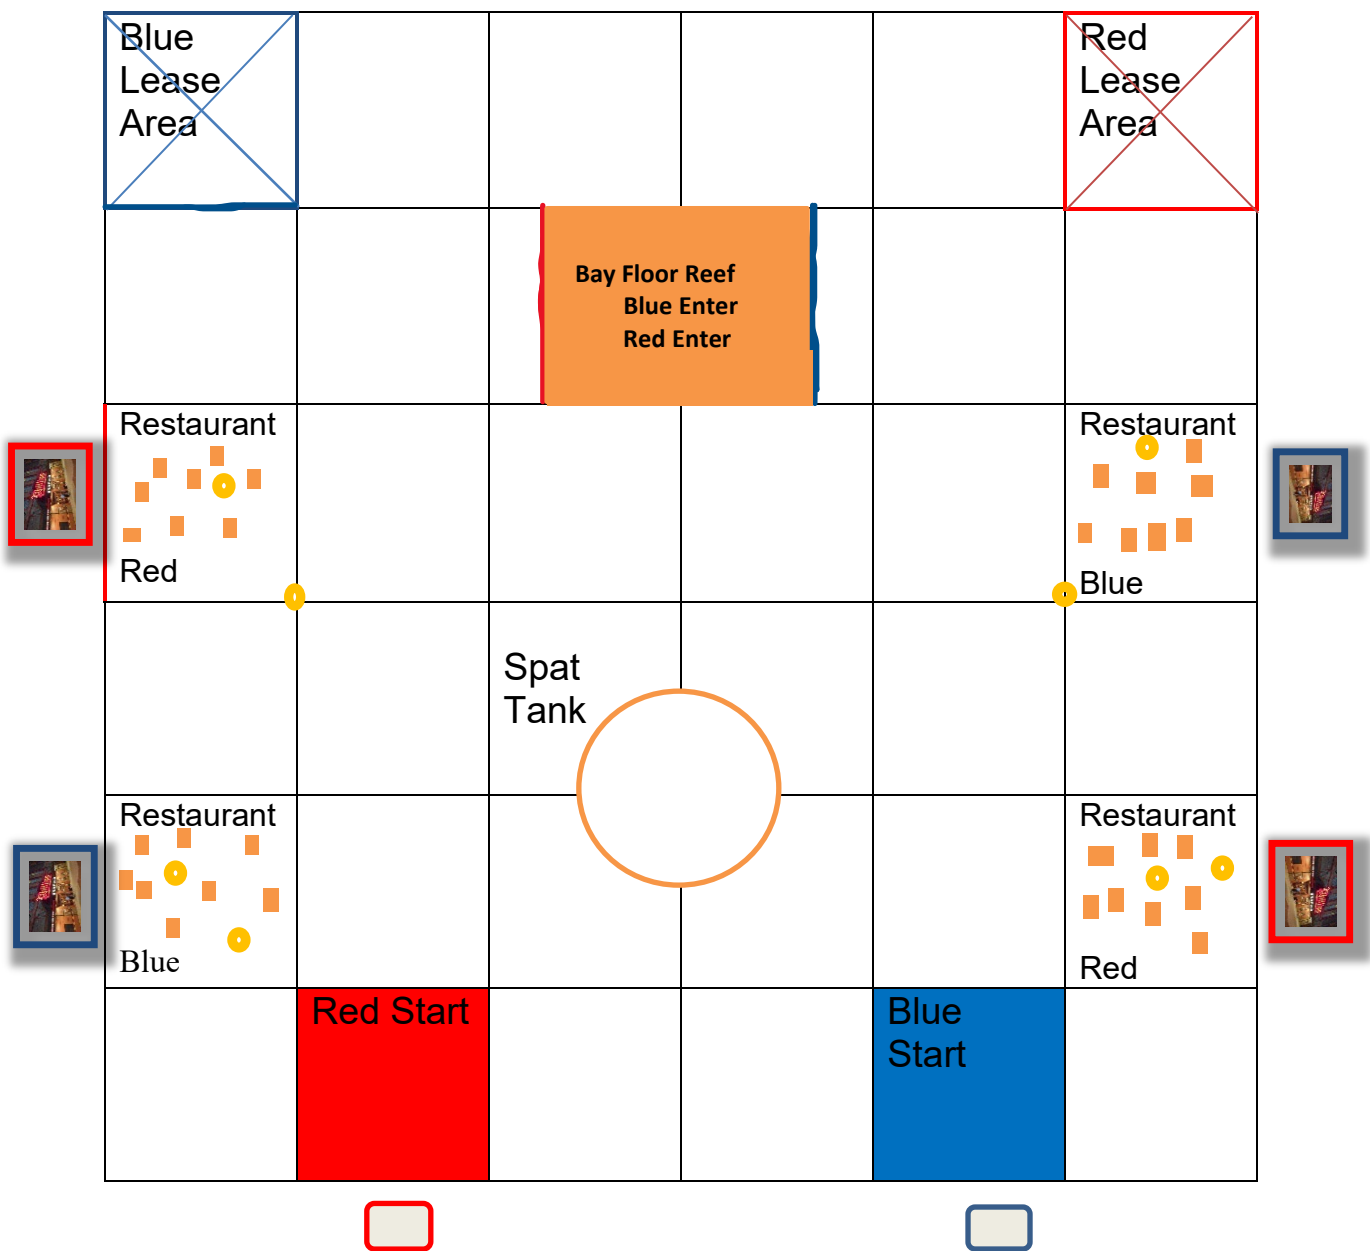 Blue
Lease
Area
Red
Lease
Area
Bay Floor Reef
Blue Enter
Red Enter
Restaurant
Red
Restaurant
Blue
Spat
Tank
Restaurant
Blue
Restaurant
Red
Red Start
Blue
Start